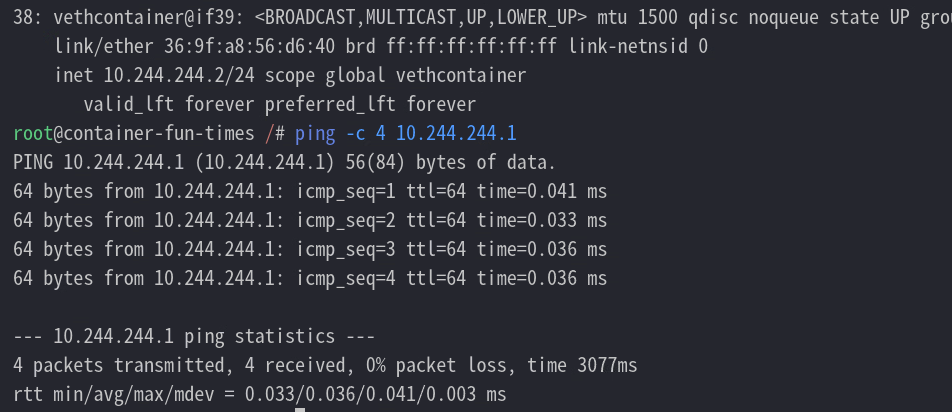 38: vethcontainer@if39: <BROADCAST,MULTICAST,UP,LOWER_UP> mtu 1500 qdisc noqueue state UP
link/ether 36:9f:a8:56:d6:40 brd ff:ff:ff:ff:ff:ff link-netnsid 0
inet 10.244.244.2/24 scope global vethcontainer
valid_lft forever preferred_lft forever
root@container-fun-times /# ping -c 4 10.244.244.1
PING 10.244.244.1 (10.244.244.1) 56(84) bytes of data.
64 bytes from 10.244.244.1: icmp_seq=1 ttl=64 time=0.041 ms
64 bytes from 10.244.244.1: icmp_seq=2 ttl=64 time=0.033 ms
64 bytes from 10.244.244.1: icmp_seq=3 ttl=64 time=0.036 ms
64 bytes from 10.244.244.1: icmp_seq=4 ttl=64 time=0.036 ms

--- 10.244.244.1 ping statistics ---
4 packets transmitted, 4 received, 0% packet loss, time 3077ms
rtt min/avg/max/mdev = 0.033/0.036/0.041/0.003 ms